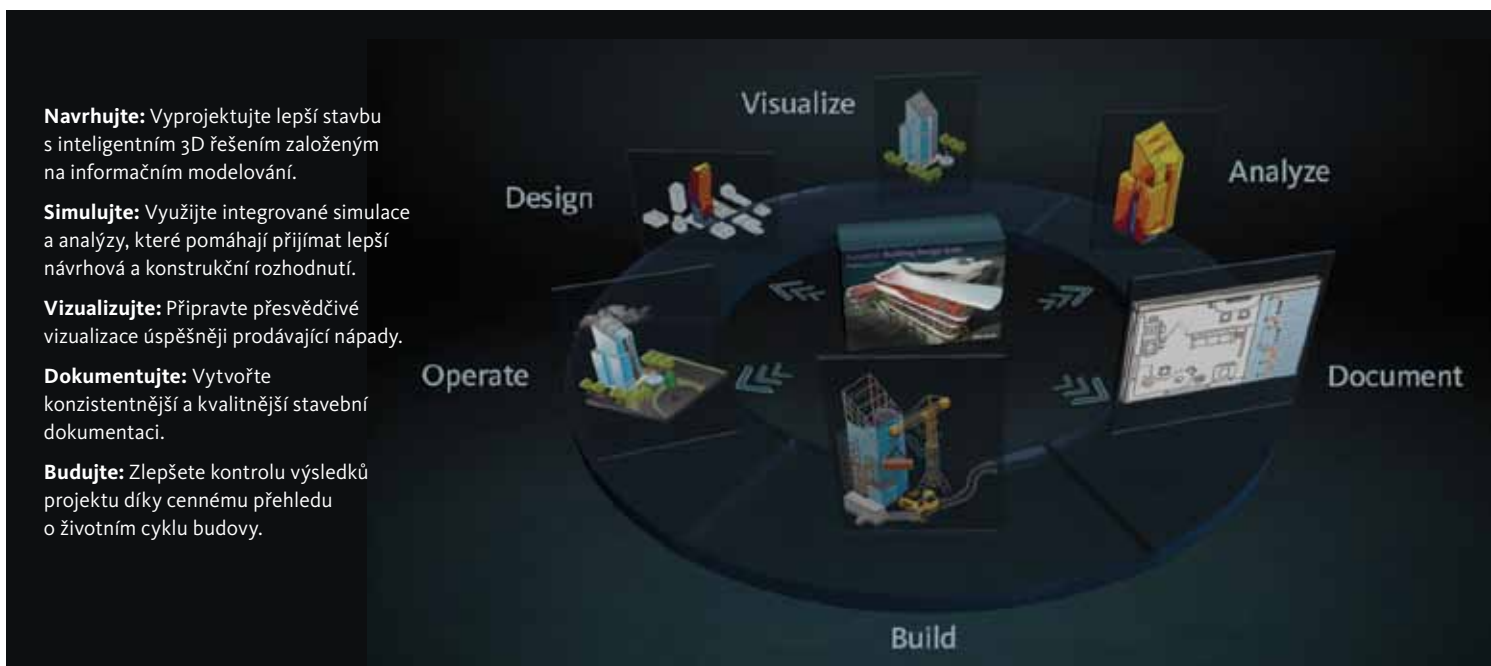 Navrhujte: Vyprojektujte lepší stavbu
s inteligentním 3D řešením založeným
na informačním modelování.
Simulujte: Využijte integrované simulace
a analýzy, které pomáhají přijímat lepší
návrhová a konstrukční rozhodnutí.
Vizualizujte: Připravte přesvědčivé
vizualizace úspěšněji prodávající nápady.
Dokumentujte: Vytvořte
konzistentnější a kvalitnější stavební
dokumentaci.
Budujte: Zlepšete kontrolu výsledků
projektu díky cennému přehledu
o životním cyklu budovy.
Visualize
Design
Analyze
Operate
Document
Build